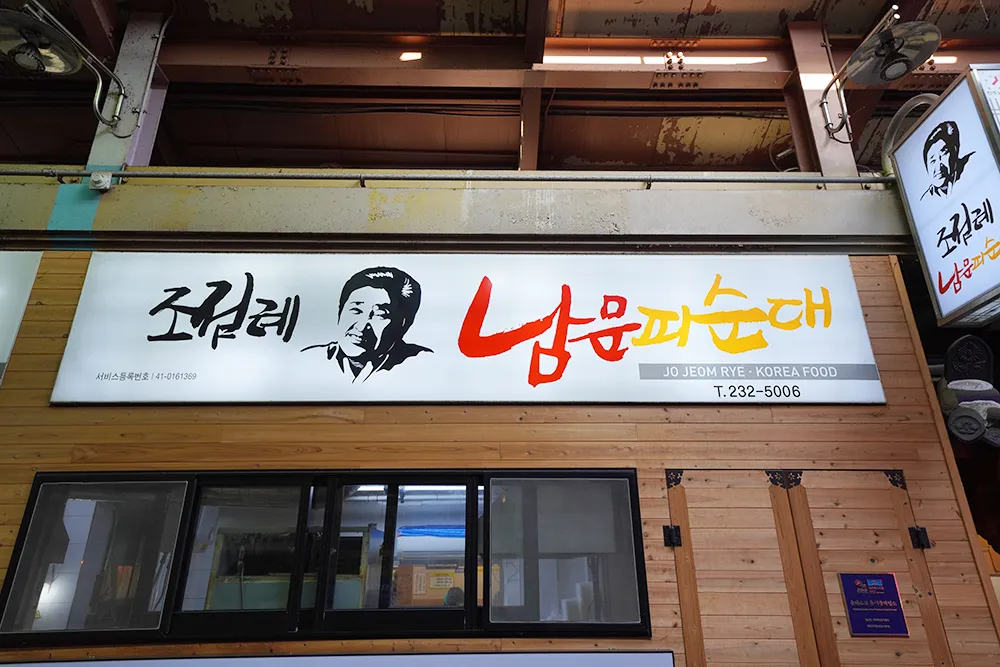 조점례 남문피순대
서비스등록번호 | 41-0161369
JO JEOM RYE · KOREA FOOD
T.232-5006
조점례
남문피순대